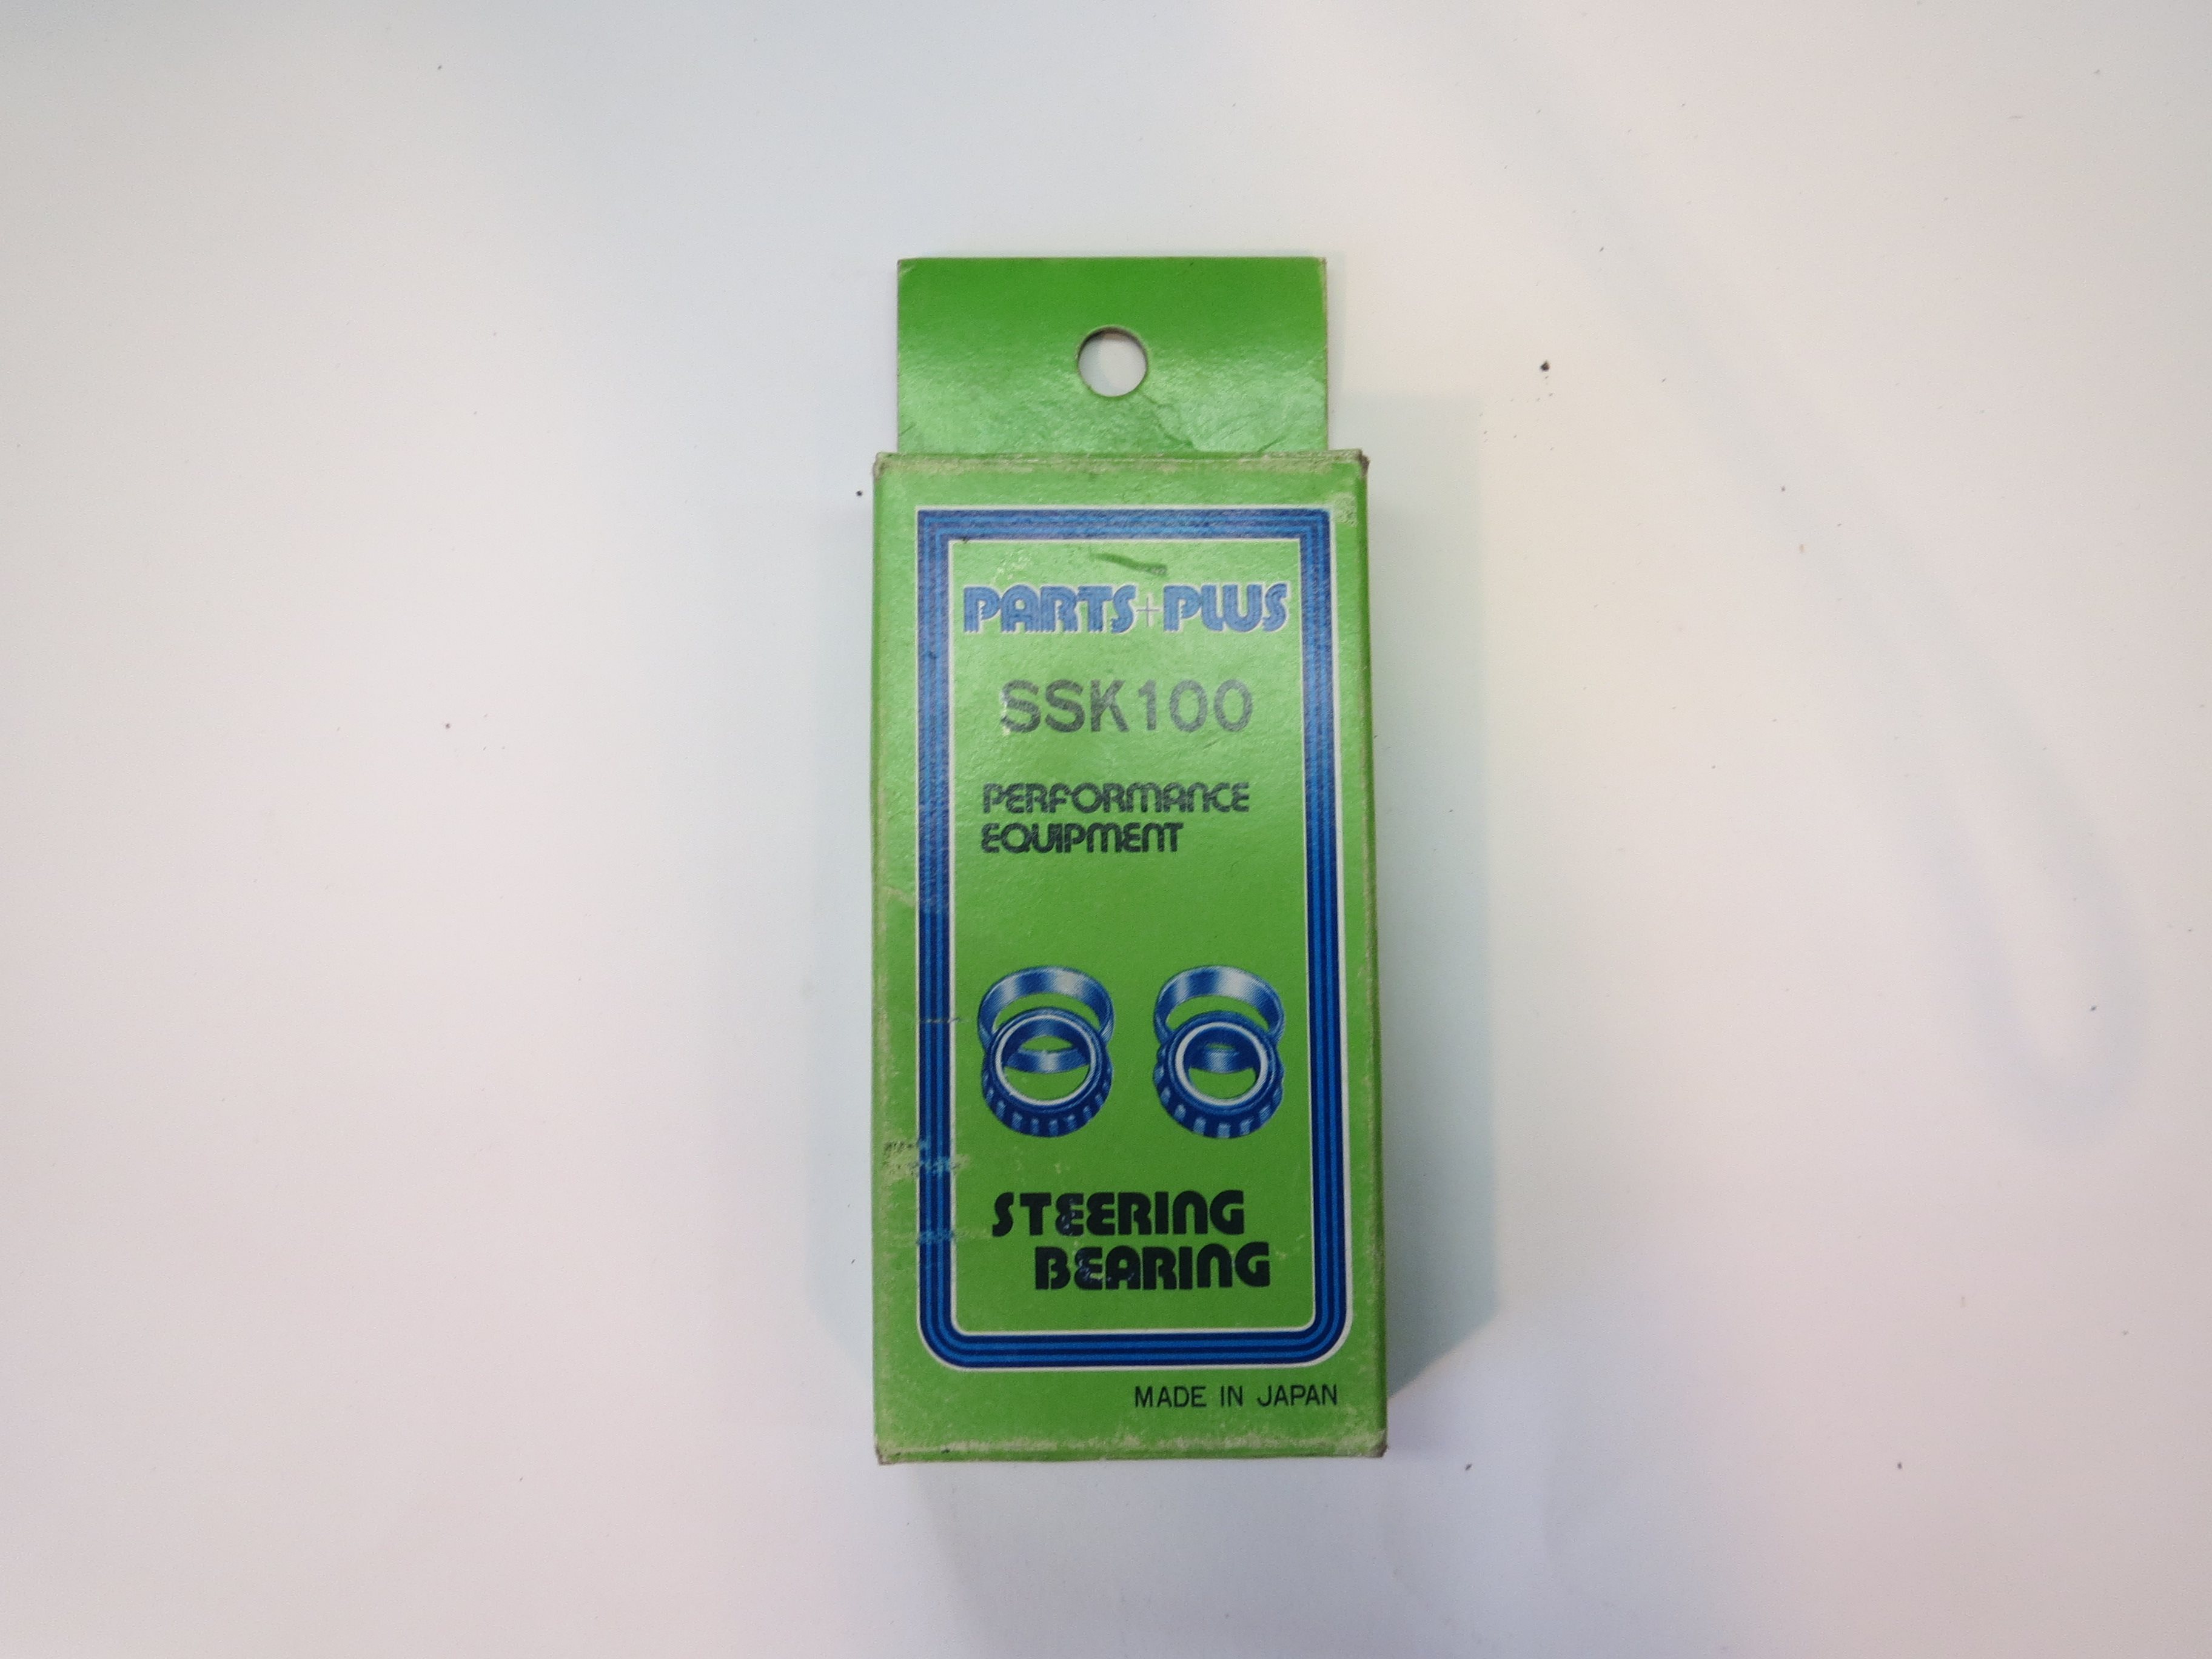 PARTS+PLUS
SSK100
PERFORMANCE
EQUIPMENT
STEERING
BEARING
MADE IN JAPAN